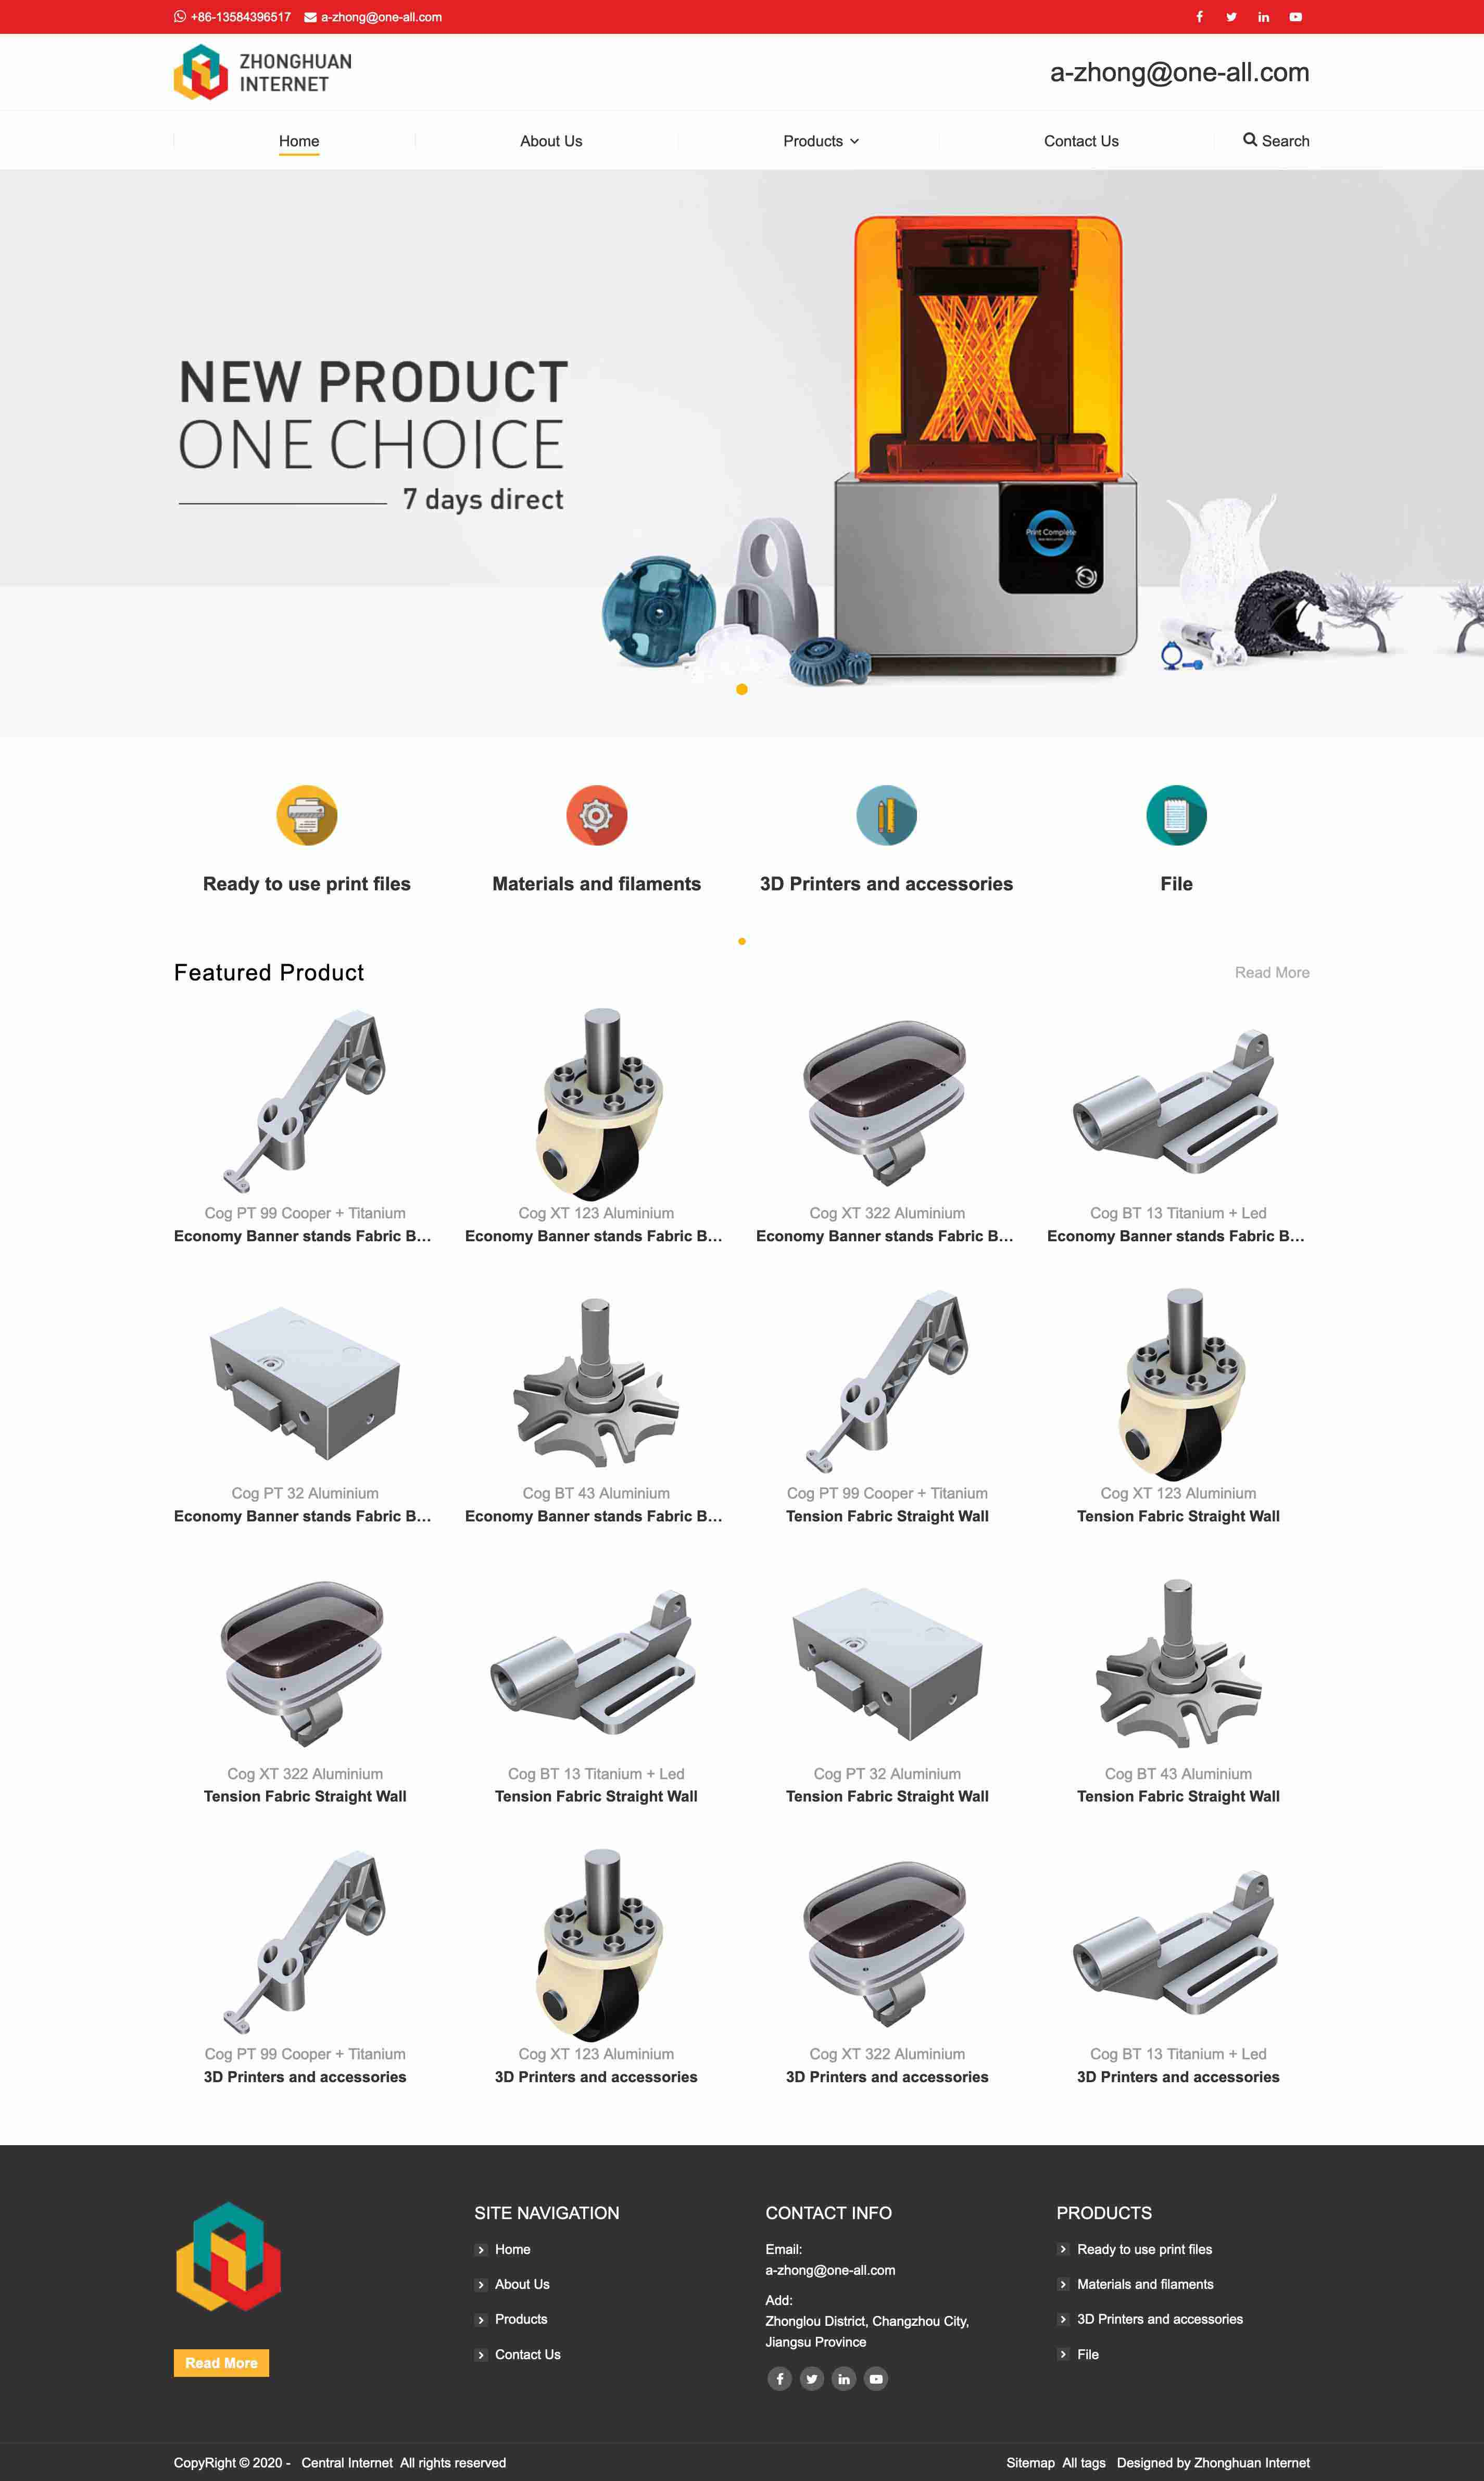 +86-13584396517 a-zhong@one-all.com
ZHONGHUAN
INTERNET
a-zhong@one-all.com
Home About Us Products Contact Us Search
NEW PRODUCT
ONE CHOICE
7 days direct
Print Complete
Ready to use print files Materials and filaments 3D Printers and accessories File
Featured Product Read More
Cog PT 99 Cooper + Titanium Cog XT 123 Aluminium Cog XT 322 Aluminium Cog BT 13 Titanium + Led
Economy Banner stands Fabric B... Economy Banner stands Fabric B... Economy Banner stands Fabric B... Economy Banner stands Fabric B...
Cog PT 32 Aluminium Cog BT 43 Aluminium Cog PT 99 Cooper + Titanium Cog XT 123 Aluminium
Economy Banner stands Fabric B... Economy Banner stands Fabric B... Tension Fabric Straight Wall Tension Fabric Straight Wall
Cog XT 322 Aluminium Cog BT 13 Titanium + Led Cog PT 32 Aluminium Cog BT 43 Aluminium
Tension Fabric Straight Wall Tension Fabric Straight Wall Tension Fabric Straight Wall Tension Fabric Straight Wall
Cog PT 99 Cooper + Titanium Cog XT 123 Aluminium Cog XT 322 Aluminium Cog BT 13 Titanium + Led
3D Printers and accessories 3D Printers and accessories 3D Printers and accessories 3D Printers and accessories
Read More
SITE NAVIGATION
Home
About Us
Products
Contact Us
CONTACT INFO
Email:
a-zhong@one-all.com
Add:
Zhonglou District, Changzhou City,
Jiangsu Province
PRODUCTS
Ready to use print files
Materials and filaments
3D Printers and accessories
File
CopyRight © 2020 - Central Internet All rights reserved
Sitemap All tags Designed by Zhonghuan Internet